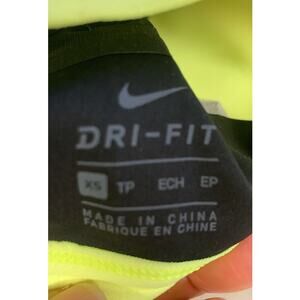 DRI-FIT
XS TP ECH EP
MADE IN CHINA
FABRIQUÉ EN CHINE